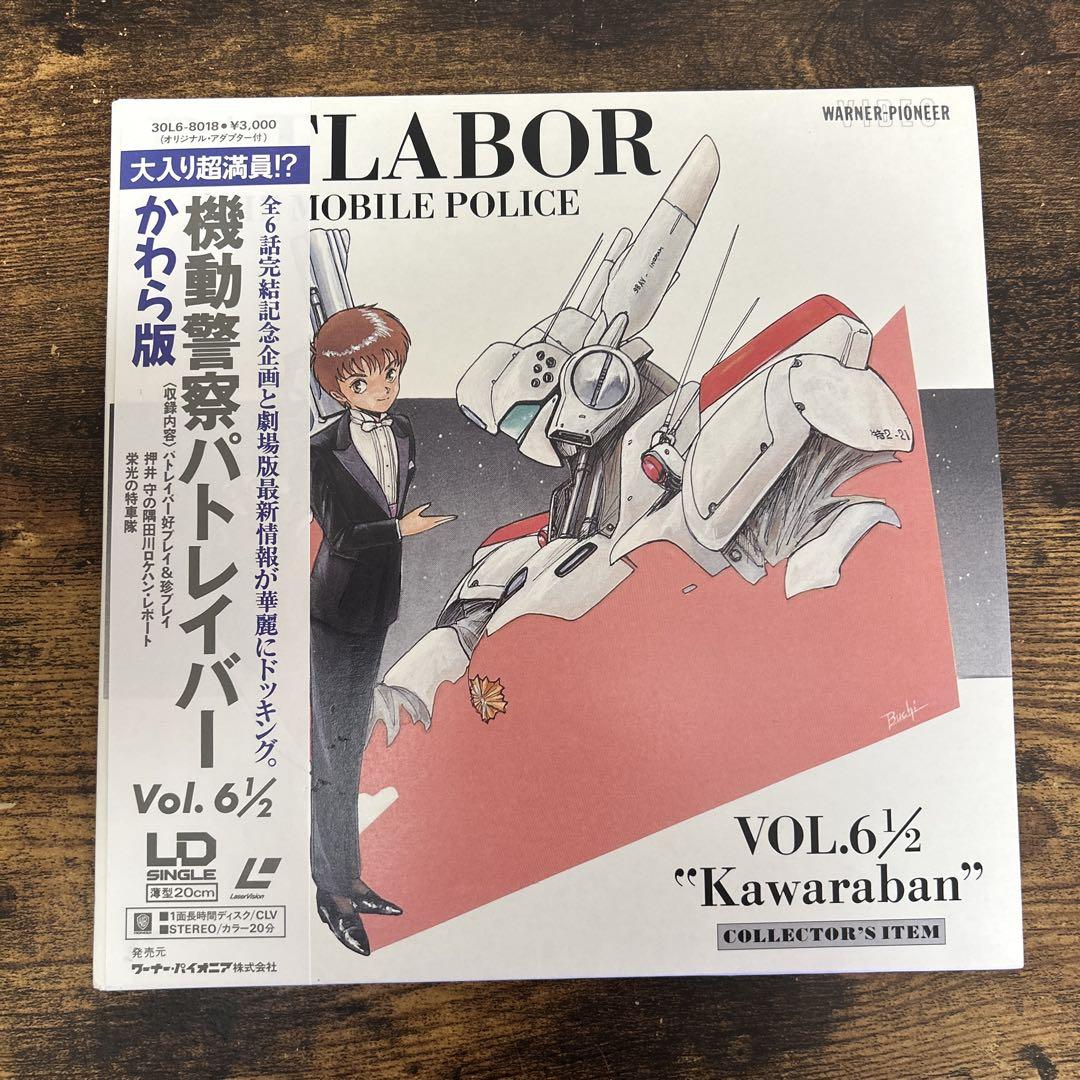 30L6-8018●¥3,000
(オリジナル・アダプター付)
大入り超満員!?
全6話完結記念企画と劇場版最新情報が華麗にドッキング。
機動警察パトレイバー
かわら版
〈収録内容〉パトレイバー好プレイ&珍プレイ
押井 守の隅田川ロケハン・レポート
栄光の特車隊
Vol. 6½
LD
SINGLE
薄型20cm
LaserVision
■1面長時間ディスク/CLV
■STEREO/カラー20分
発売元
ワーナー・パイオニア株式会社
TLABOR
MOBILE POLICE
VIDEO
WARNER-PIONEER
98.AV - INGRAM
特2-21
Buchi
VOL.6½
“Kawaraban”
COLLECTOR'S ITEM